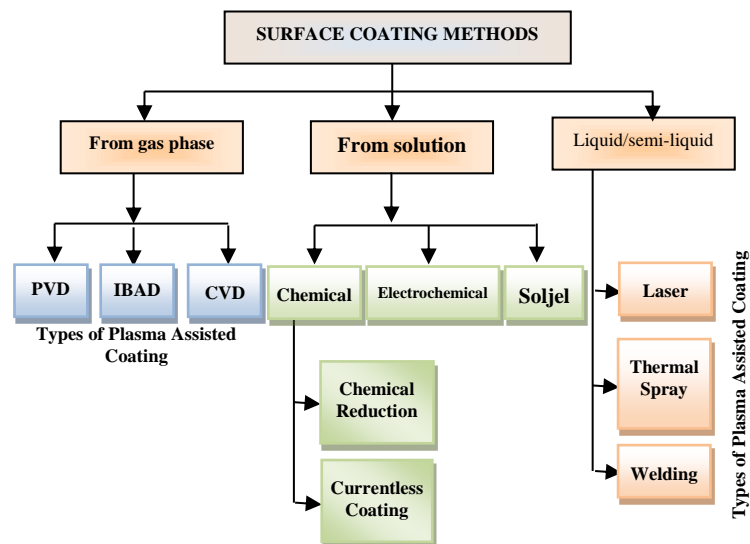 SURFACE COATING METHODS
From gas phase
From solution
Liquid/semi-liquid
PVD
IBAD
CVD
Types of Plasma Assisted
Coating
Chemical
Electrochemical
Soljel
Chemical
Reduction
Currentless
Coating
Laser
Thermal
Spray
Welding
Types of Plasma Assisted Coating